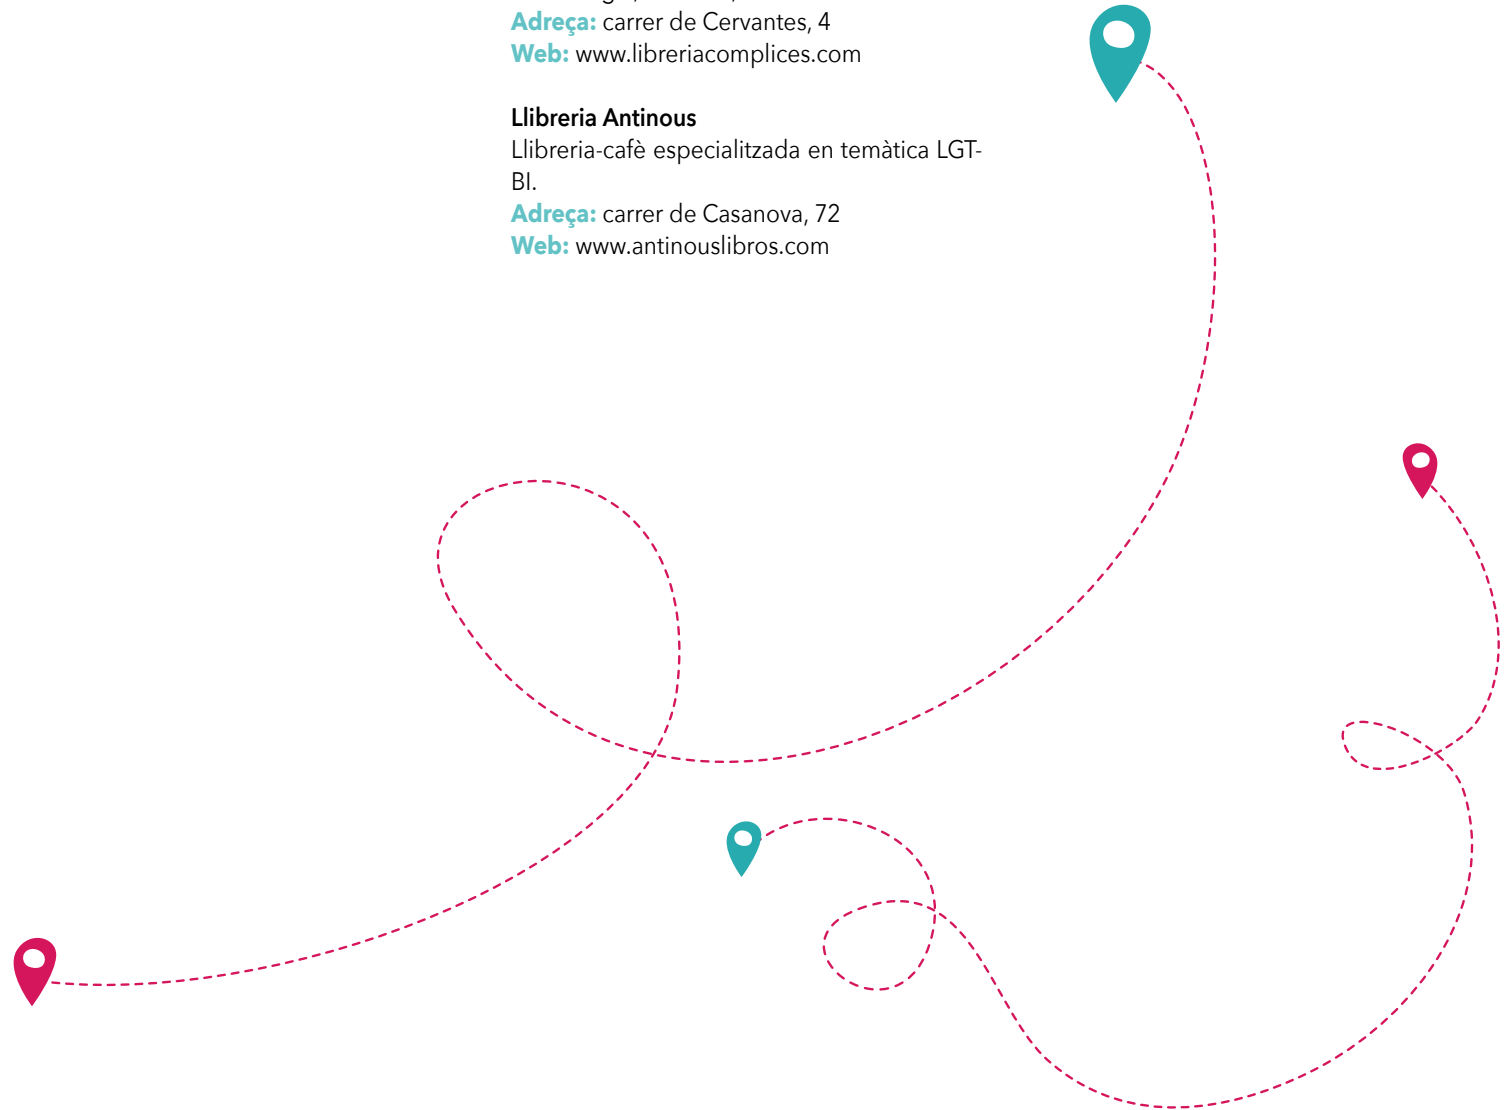 Adreça: carrer de Cervantes, 4
Web: www.libreriacomplices.com
Llibreria Antinous
Llibreria-cafè especialitzada en temàtica LGT-
BI.
Adreça: carrer de Casanova, 72
Web: www.antinouslibros.com